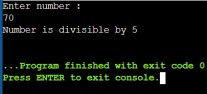 Enter number :
70
Number is divisible by 5
...Program finished with exit code 0
Press ENTER to exit console.